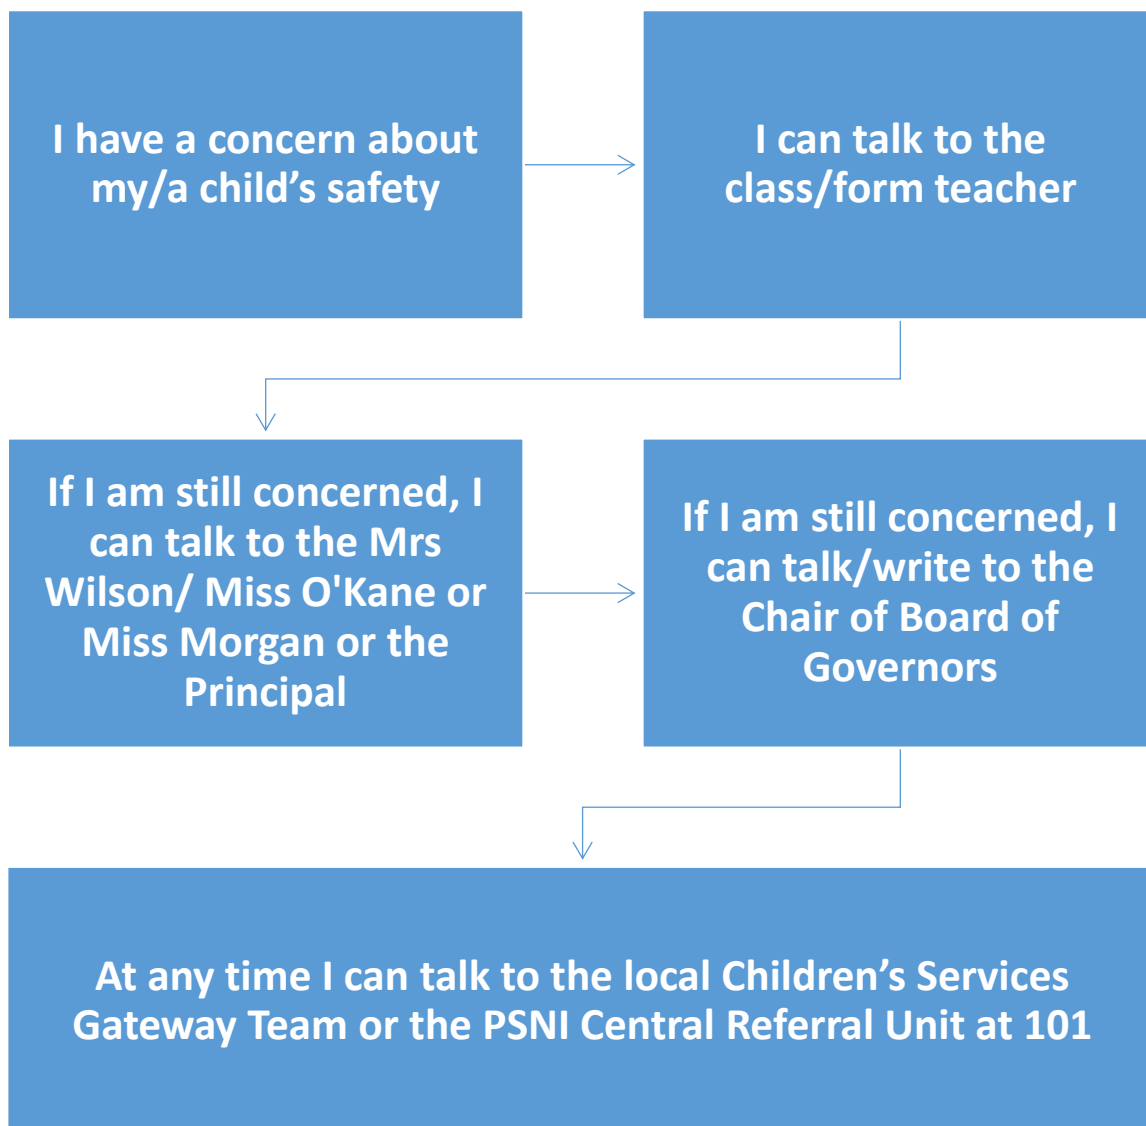 I have a concern about
my/a child’s safety
I can talk to the
class/form teacher
If I am still concerned, I
can talk to the Mrs
Wilson/ Miss O'Kane or
Miss Morgan or the
Principal
If I am still concerned, I
can talk/write to the
Chair of Board of
Governors
At any time I can talk to the local Children’s Services
Gateway Team or the PSNI Central Referral Unit at 101